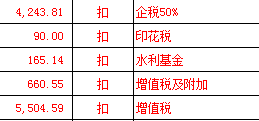 4,243.81 扣 企税50%
90.00 扣 印花税
165.14 扣 水利基金
660.55 扣 增值税及附加
5,504.59 扣 增值税